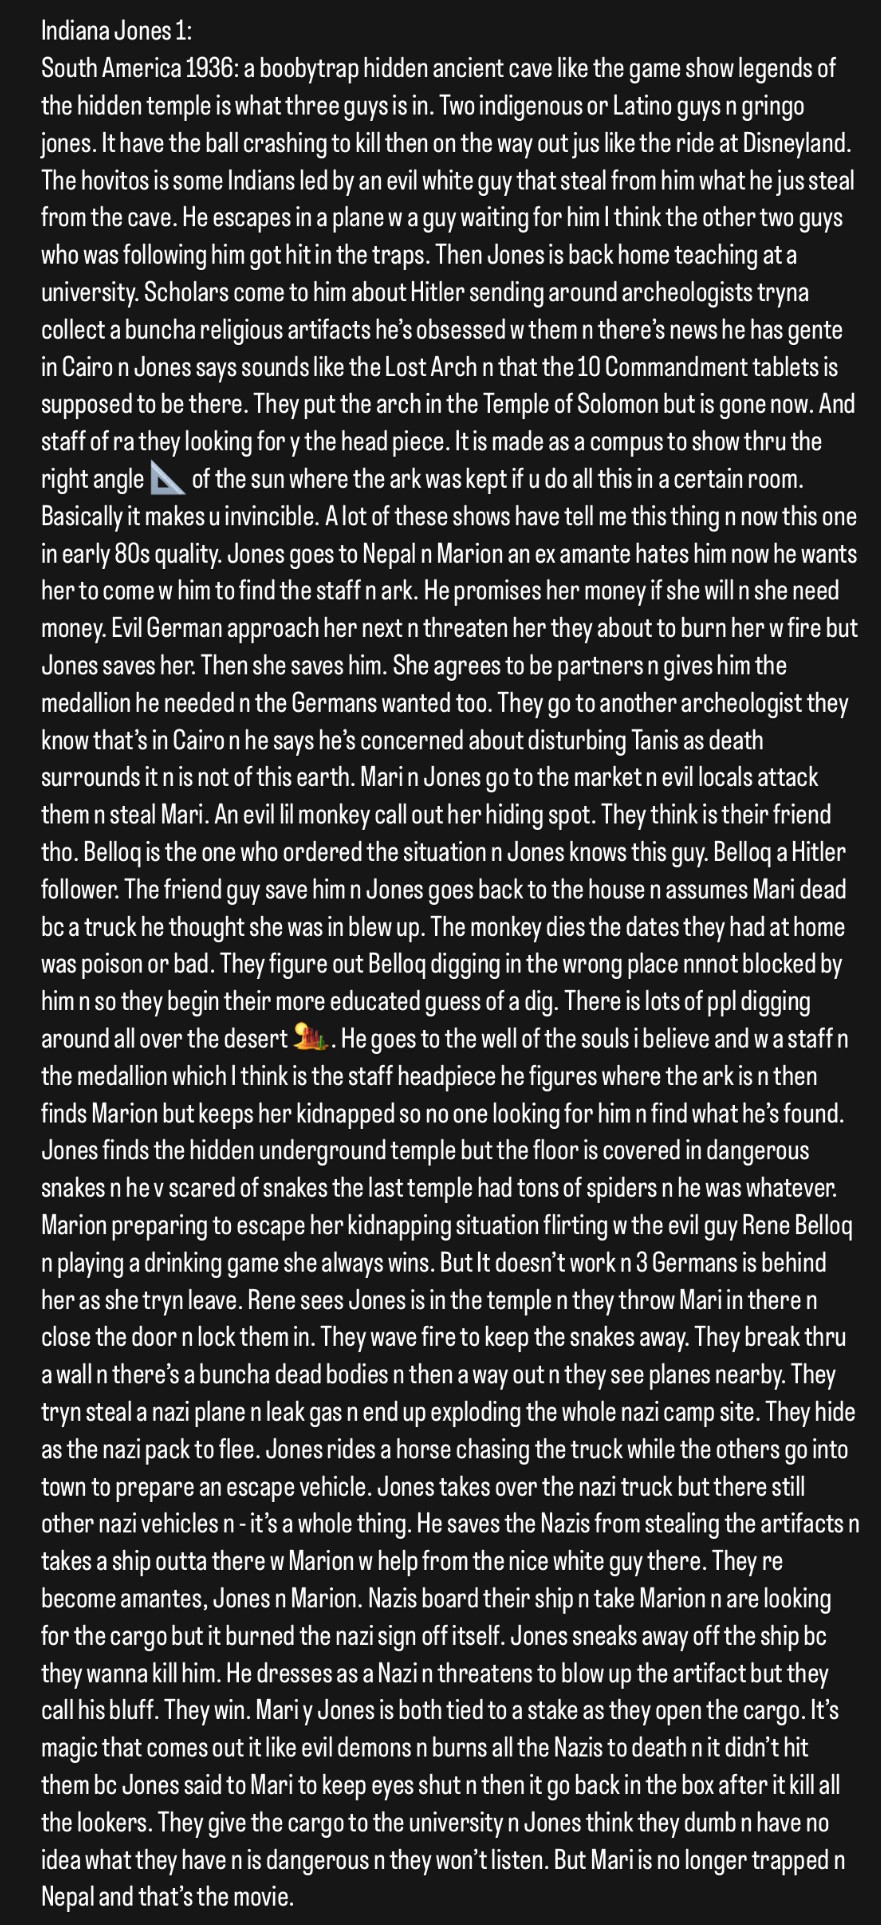 Indiana Jones 1:
South America 1936: a boobytrap hidden ancient cave like the game show legends of
the hidden temple is what three guys is in. Two indigenous or Latino guys n gringo
jones. It have the ball crashing to kill then on the way out jus like the ride at Disneyland.
The hovitos is some Indians led by an evil white guy that steal from him what he jus steal
from the cave. He escapes in a plane w a guy waiting for him I think the other two guys
who was following him got hit in the traps. Then Jones is back home teaching at a
university. Scholars come to him about Hitler sending around archeologists tryna
collect a buncha religious artifacts he's obsessed w them n there's news he has gente
in Cairo n Jones says sounds like the Lost Arch n that the 10 Commandment tablets is
supposed to be there. They put the arch in the Temple of Solomon but is gone now. And
staff of ra they looking for y the head piece. It is made as a compus to show thru the
right angle 📐 of the sun where the ark was kept if u do all this in a certain room.
Basically it makes u invincible. A lot of these shows have tell me this thing n now this one
in early 80s quality. Jones goes to Nepal n Marion an ex amante hates him now he wants
her to come w him to find the staff n ark. He promises her money if she will n she need
money. Evil German approach her next n threaten her they about to burn her w fire but
Jones saves her. Then she saves him. She agrees to be partners n gives him the
medallion he needed n the Germans wanted too. They go to another archeologist they
know that's in Cairo n he says he's concerned about disturbing Tanis as death
surrounds it n is not of this earth. Mari n Jones go to the market n evil locals attack
them n steal Mari. An evil lil monkey call out her hiding spot. They think is their friend
tho. Belloq is the one who ordered the situation n Jones knows this guy. Belloq a Hitler
follower. The friend guy save him n Jones goes back to the house n assumes Mari dead
bc a truck he thought she was in blew up. The monkey dies the dates they had at home
was poison or bad. They figure out Belloq digging in the wrong place nnnot blocked by
him n so they begin their more educated guess of a dig. There is lots of ppl digging
around all over the desert 🏜️. He goes to the well of the souls i believe and w a staff n
the medallion which I think is the staff headpiece he figures where the ark is n then
finds Marion but keeps her kidnapped so no one looking for him n find what he's found.
Jones finds the hidden underground temple but the floor is covered in dangerous
snakes n he v scared of snakes the last temple had tons of spiders n he was whatever.
Marion preparing to escape her kidnapping situation flirting w the evil guy Rene Belloq
n playing a drinking game she always wins. But It doesn't work n 3 Germans is behind
her as she tryn leave. Rene sees Jones is in the temple n they throw Mari in there n
close the door n lock them in. They wave fire to keep the snakes away. They break thru
a wall n there's a buncha dead bodies n then a way out n they see planes nearby. They
tryn steal a nazi plane n leak gas n end up exploding the whole nazi camp site. They hide
as the nazi pack to flee. Jones rides a horse chasing the truck while the others go into
town to prepare an escape vehicle. Jones takes over the nazi truck but there still
other nazi vehicles n - it's a whole thing. He saves the Nazis from stealing the artifacts n
takes a ship outta there w Marion w help from the nice white guy there. They re
become amantes, Jones n Marion. Nazis board their ship n take Marion n are looking
for the cargo but it burned the nazi sign off itself. Jones sneaks away off the ship bc
they wanna kill him. He dresses as a Nazi n threatens to blow up the artifact but they
call his bluff. They win. Mari y Jones is both tied to a stake as they open the cargo. It's
magic that comes out it like evil demons n burns all the Nazis to death n it didn't hit
them bc Jones said to Mari to keep eyes shut n then it go back in the box after it kill all
the lookers. They give the cargo to the university n Jones think they dumb n have no
idea what they have n is dangerous n they won't listen. But Mari is no longer trapped n
Nepal and that's the movie.